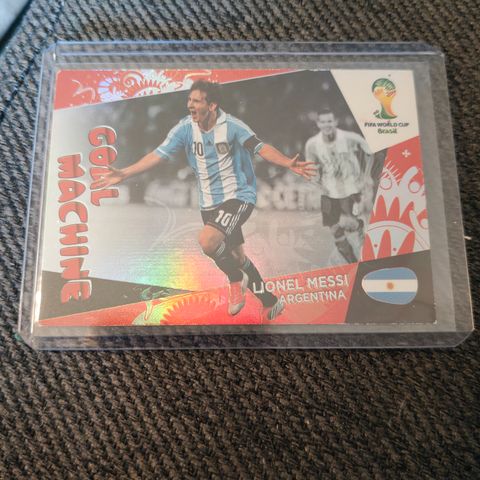 GOAL
MACHINE
FIFA WORLD CUP
Brasil
10
10
LIONEL MESSI
ARGENTINA